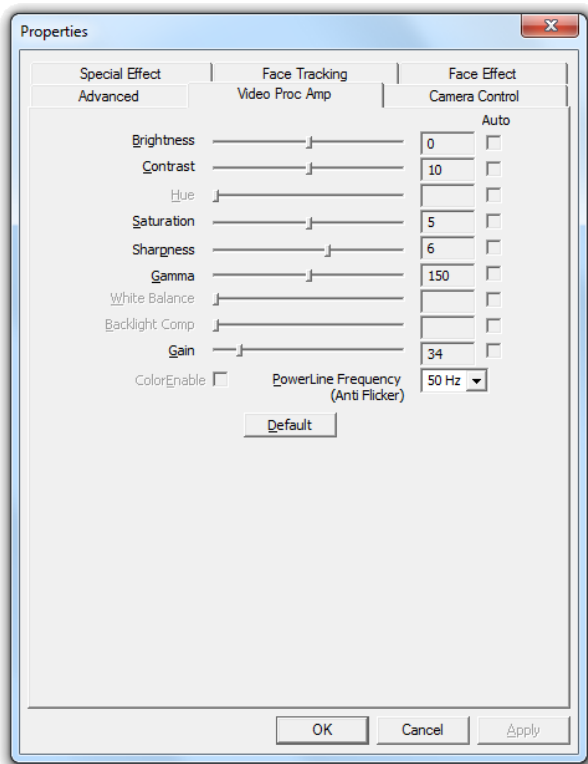 Properties
Special Effect Face Tracking Face Effect
Advanced Video Proc Amp Camera Control
Auto
Brightness 0
Contrast 10
Hue
Saturation 5
Sharpness 6
Gamma 150
White Balance
Backlight Comp
Gain 34
ColorEnable PowerLine Frequency 50 Hz
(Anti Flicker)
Default
OK Cancel Apply